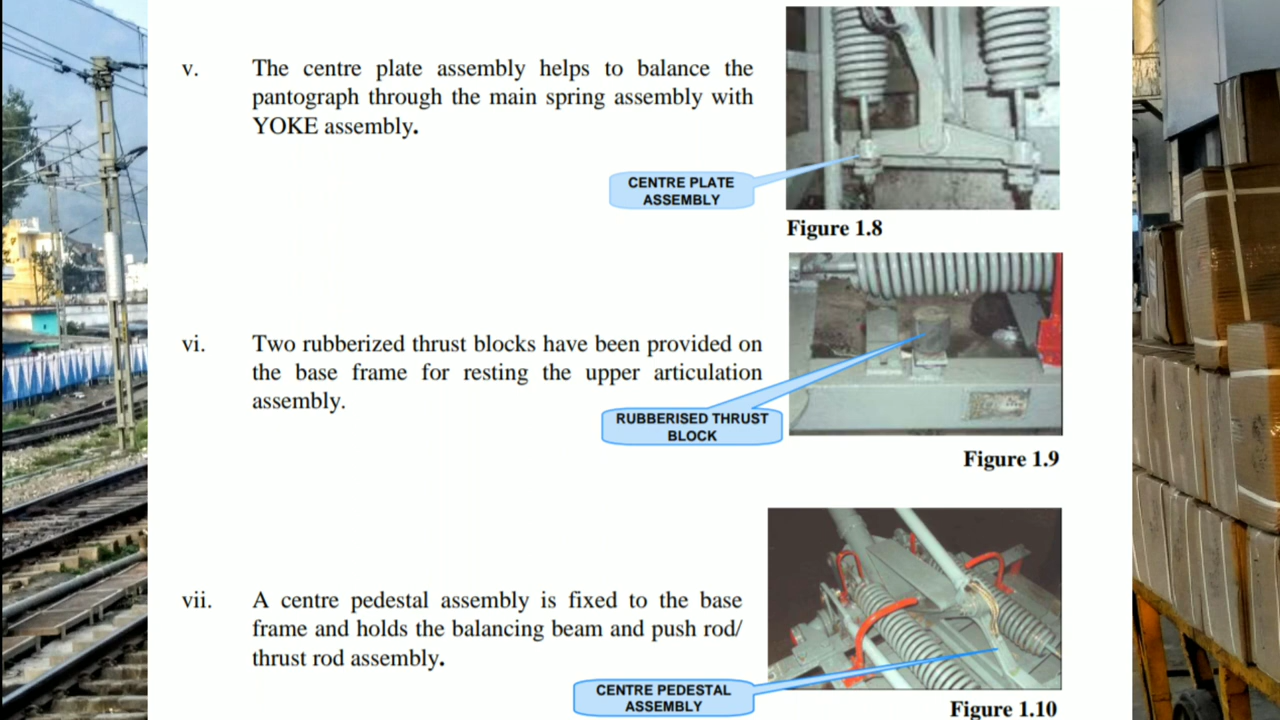 v. The centre plate assembly helps to balance the
pantograph through the main spring assembly with
YOKE assembly.
CENTRE PLATE
ASSEMBLY
Figure 1.8
vi. Two rubberized thrust blocks have been provided on
the base frame for resting the upper articulation
assembly.
RUBBERISED THRUST
BLOCK
Figure 1.9
vii. A centre pedestal assembly is fixed to the base
frame and holds the balancing beam and push rod/
thrust rod assembly.
CENTRE PEDESTAL
ASSEMBLY
Figure 1.10